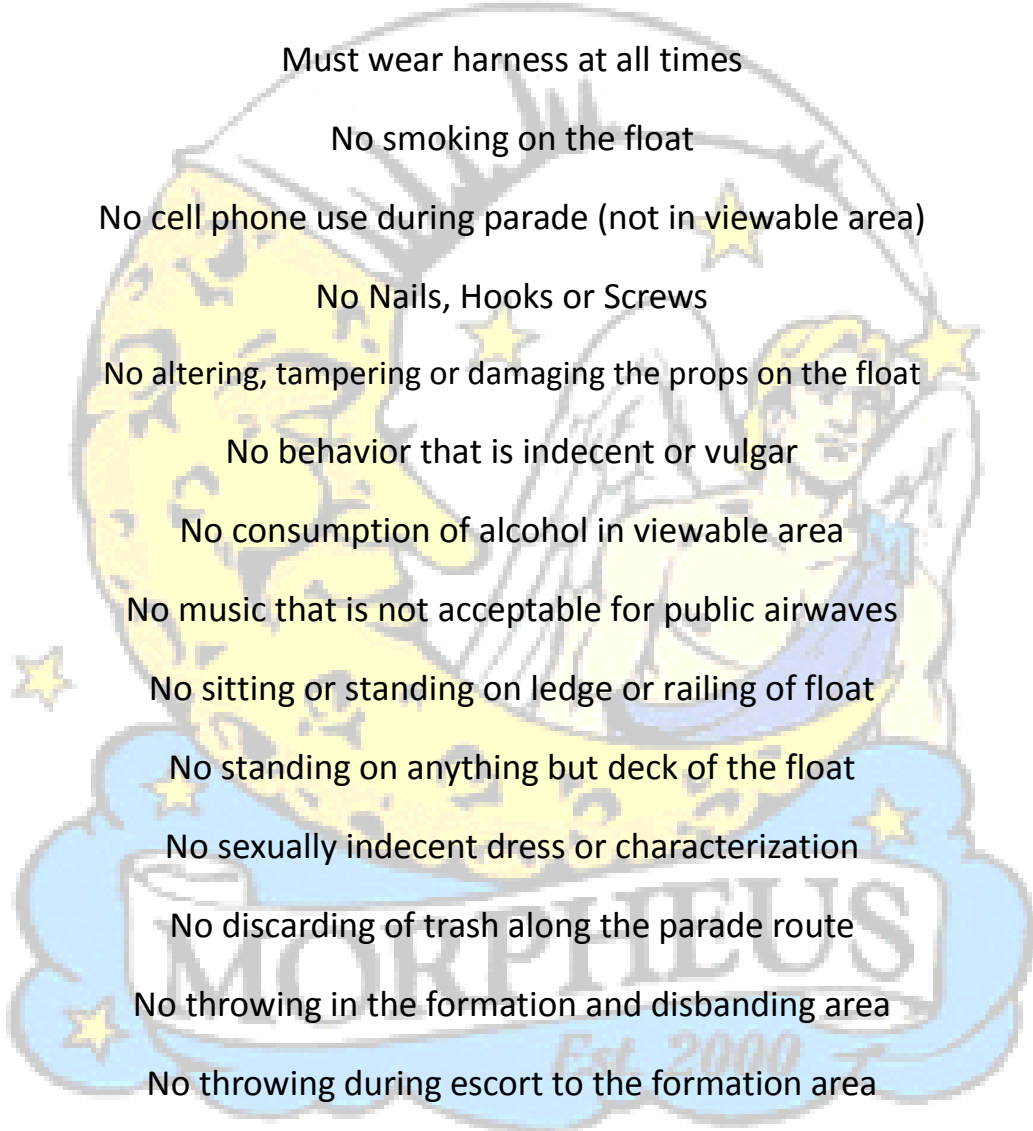 Must wear harness at all times
No smoking on the float
No cell phone use during parade (not in viewable area)
No Nails, Hooks or Screws
No altering, tampering or damaging the props on the float
No behavior that is indecent or vulgar
No consumption of alcohol in viewable area
M
No music that is not acceptable for public airwaves
No sitting or standing on ledge or railing of float
No standing on anything but deck of the float
No sexually indecent dress or characterization
No discarding of trash along the parade route
MORPHEUS
No throwing in the formation and disbanding area
Est. 2000
No throwing during escort to the formation area